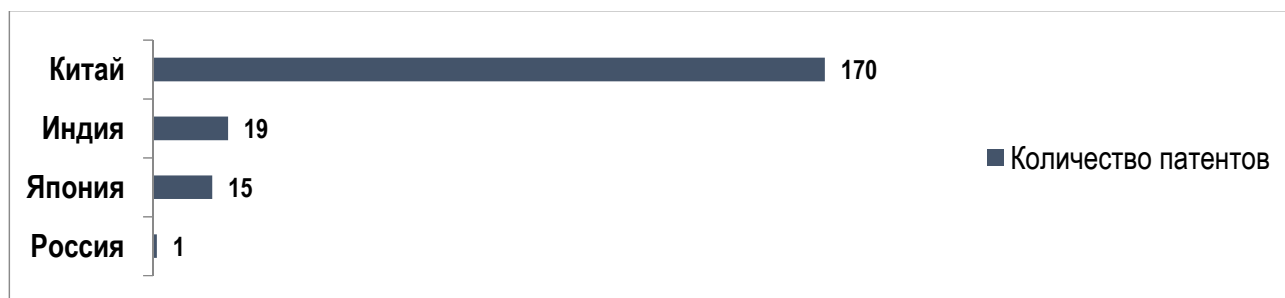 Китай 170
Индия 19
Количество патентов
Япония 15
Россия 1